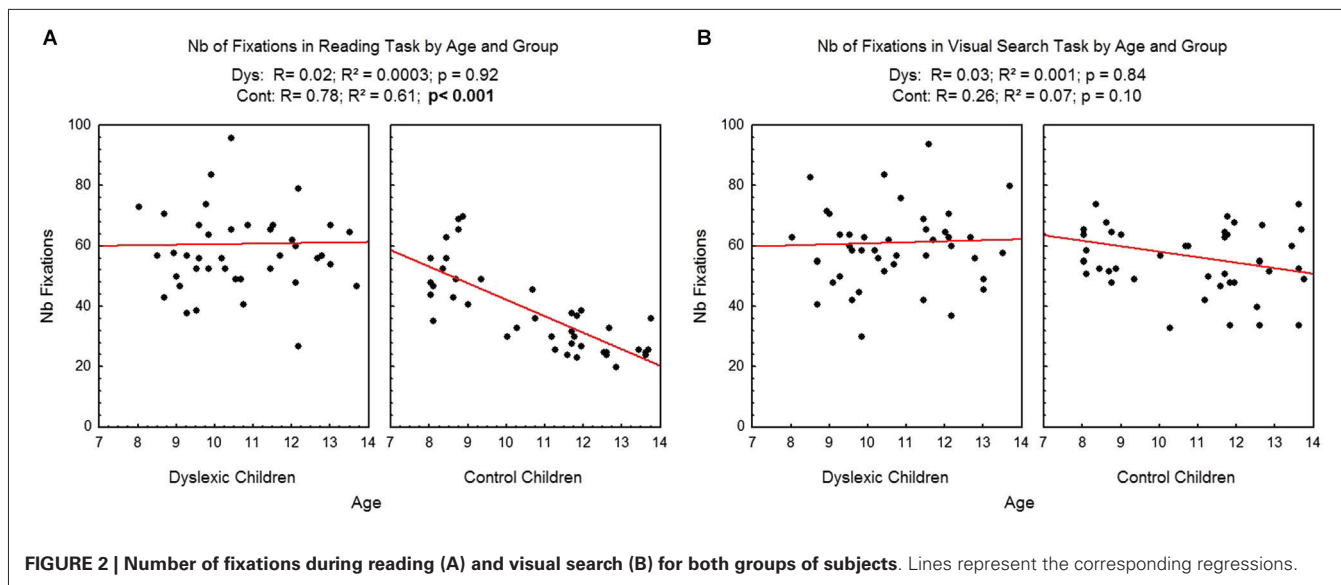 A
Nb of Fixations in Reading Task by Age and Group
Dys: R= 0.02; R² = 0.0003; p = 0.92
Cont: R= 0.78; R² = 0.61; p< 0.001
Nb Fixations
100
80
60
40
20
0
7 8 9 10 11 12 13 14
7 8 9 10 11 12 13 14
Dyslexic Children
Control Children
Age
B
Nb of Fixations in Visual Search Task by Age and Group
Dys: R= 0.03; R² = 0.001; p = 0.84
Cont: R= 0.26; R² = 0.07; p = 0.10
Nb Fixations
100
80
60
40
20
0
7 8 9 10 11 12 13 14
7 8 9 10 11 12 13 14
Dyslexic Children
Control Children
Age
FIGURE 2 | Number of fixations during reading (A) and visual search (B) for both groups of subjects. Lines represent the corresponding regressions.